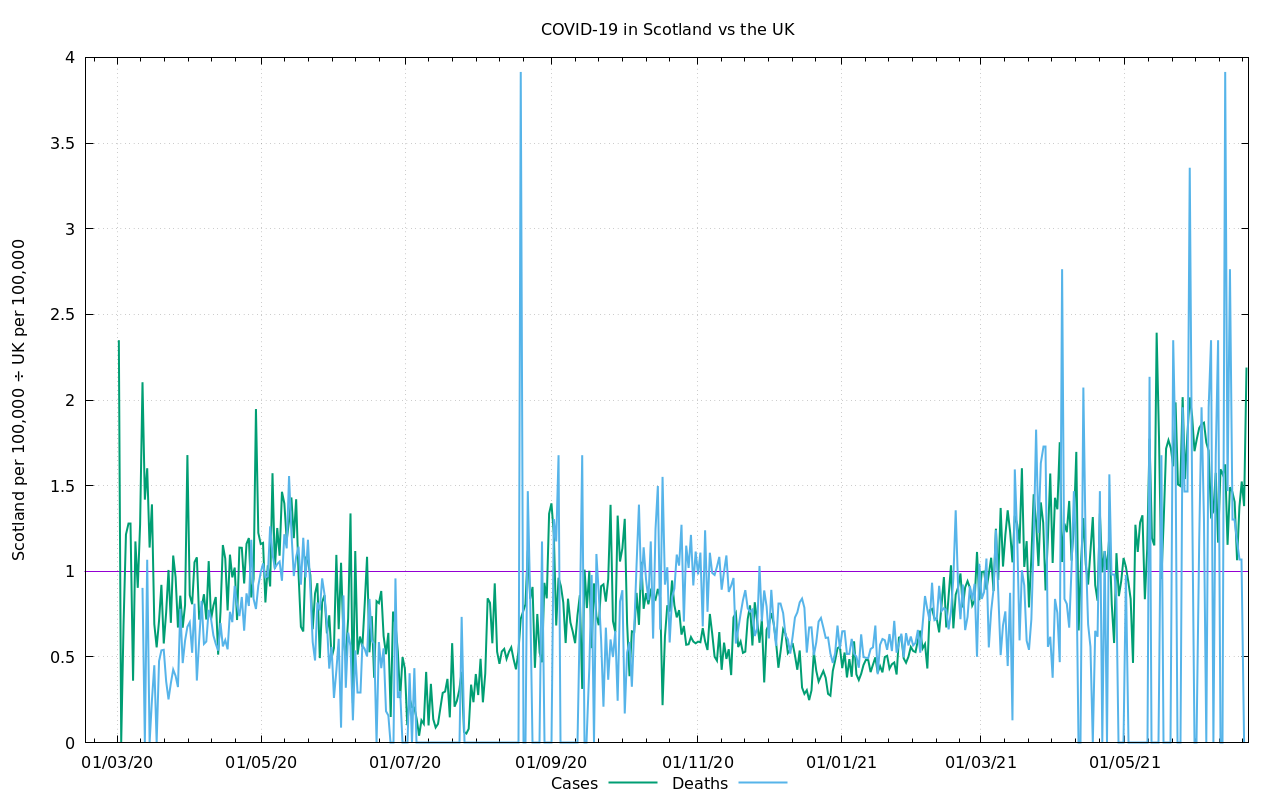 COVID-19 in Scotland vs the UK
Scotland per 100,000 ÷ UK per 100,000
4
3.5
3
2.5
2
1.5
1
0.5
0
01/03/20 01/05/20 01/07/20 01/09/20 01/11/20 01/01/21 01/03/21 01/05/21
Cases Deaths